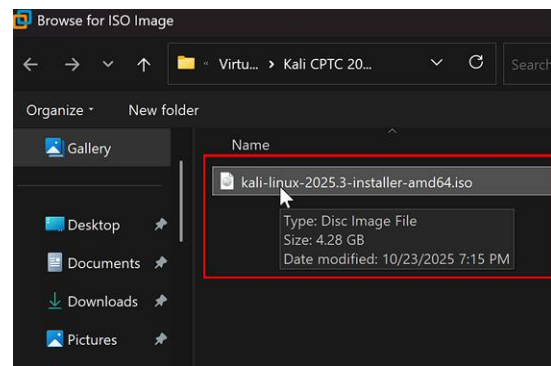 Browse for ISO Image
« Virtu... > Kali CPTC 20... Search
Organize New folder
Gallery
Name
kali-linux-2025.3-installer-amd64.iso
Type: Disc Image File
Size: 4.28 GB
Date modified: 10/23/2025 7:15 PM
Desktop
Documents
Downloads
Pictures